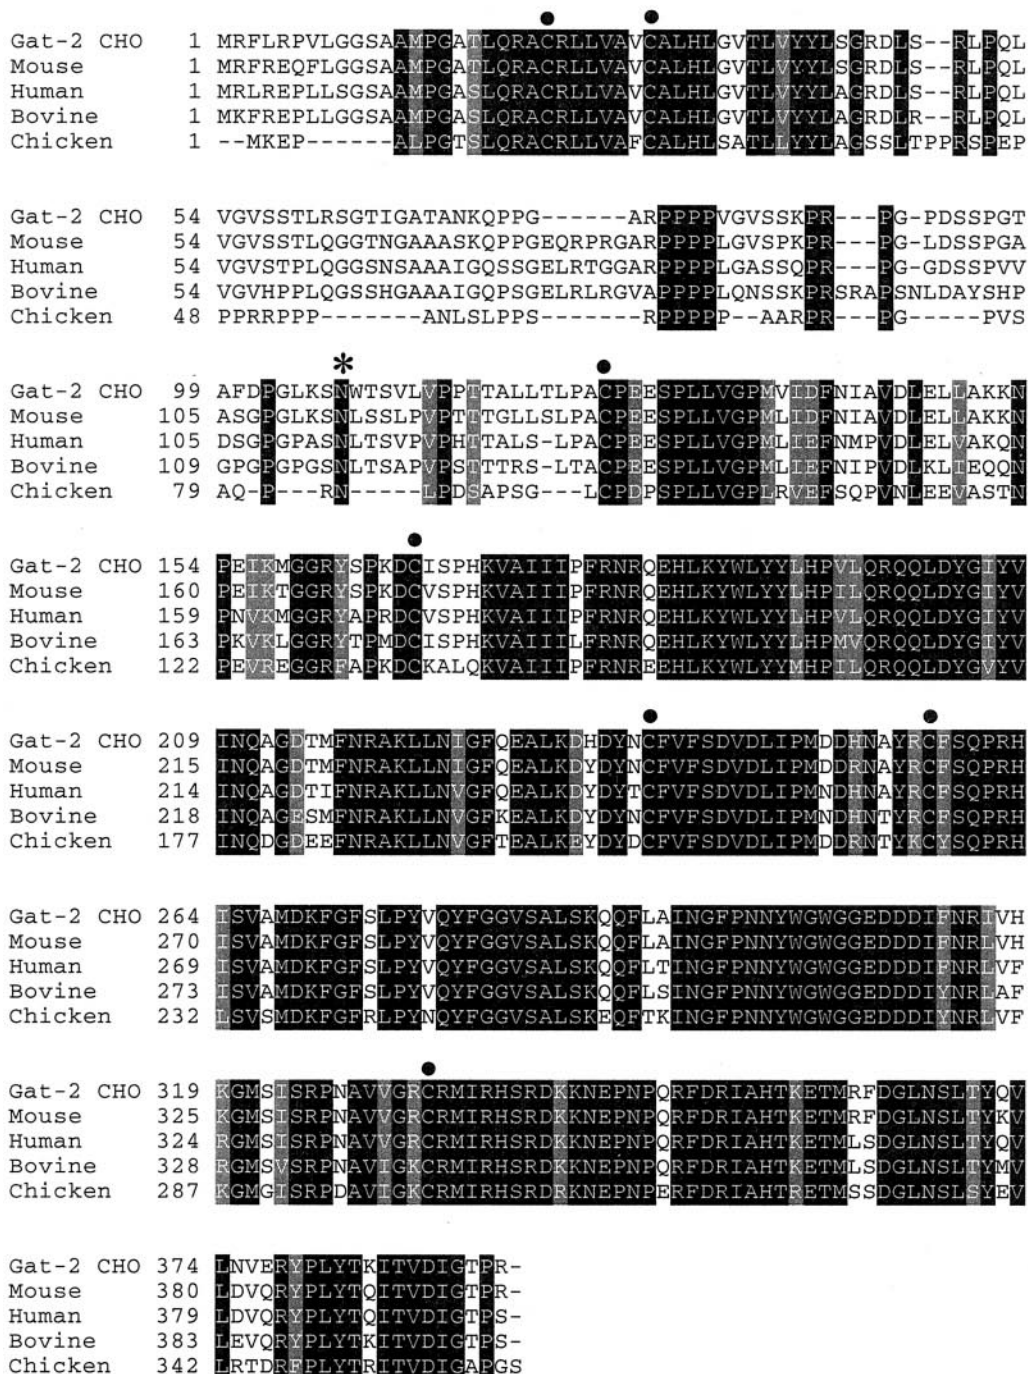 Gat-2 CHO 1 MRFLRPVLGGSAAMPGATLQRACRLLVAVCALHLGVTLVYYLSGRDLS--RLPQL
Mouse 1 MRFREQFLGGSAAMPGATLQRACRLLVAVCALHLGVTLVYYLSGRDLS--RLPQL
Human 1 MRLREPLLSGSAAMPGASLQRACRLLVAVCALHLGVTLVYYLAGRDLS--RLPQL
Bovine 1 MKFREPLLGGSAAMPGASLQRACRLLVAVCALHLGVTLVYYLAGRDLR--RLPQL
Chicken 1 --MKEP------ALPGTSLQRACRLLVAFCALHLSATLLYYLAGSSLTPPRSPEP
Gat-2 CHO 54 VGVSSTLRSGTIGATANKQPPG------ARPPPPVGVSSKPR---PG-PDSSPGT
Mouse 54 VGVSSTLQGGTNGAAASKQPPGEQRPRGARPPPPLGVSPKPR---PG-LDSSPGA
Human 54 VGVSTPLQGGSNSAAAIGQSSGELRTGGARPPPPLGASSQPR---PG-GDSSPVV
Bovine 54 VGVHPPLQGSSHGAAAIGQPSGELRLRGVAPPPPLQNSSKPRSRAPSNLDAYSHP
Chicken 48 PPRRPPP-------ANLSLPPS------RPPPPP--AARPR---PG-----PVS
*
Gat-2 CHO 99 AFDPGLKSNWTSVLVPPTTALLTLPACPEESPLLVGPMVIDFNIAVDLELLAKKN
Mouse 105 ASGPGLKSNLSSLPVPTTTGLLSLPACPEESPLLVGPMLIDFNIAVDLELLAKKN
Human 105 DSGPGPASNLTSVPVPHTTALS-LPACPEESPLLVGPMLIEFNMPVDLELVAKQN
Bovine 109 GPGPGPGSNLTSAPVPSTTTRS-LTACPEESPLLVGPMLIEFNIPVDLKLIEQQN
Chicken 79 AQ-P---RN------LPDSAPSG---LCPDPSPLLVGPLRVEFSQPVNLEEVASTN
Gat-2 CHO 154 PEIKMGGRYSPKDCISPHKVAIIIPFRNRQEHLKYWLYYLHPVLQRQQLDYGIYV
Mouse 160 PEIKTGGRYSPKDCVSPHKVAIIIPFRNRQEHLKYWLYYLHPILQRQQLDYGIYV
Human 159 PNVKMGGRYAPRDCVSPHKVAIIIPFRNRQEHLKYWLYYLHPVLQRQQLDYGIYV
Bovine 163 PKVKLGGRYTPMDCISPHKVAIIILFRNRQEHLKYWLYYLHPMVQRQQLDYGIYV
Chicken 122 PEVREGGRFAPKDCKALQKVAIIIPFRNREEHLKYWLYYMHPILQRQQLDYGVYV
Gat-2 CHO 209 INQAGDTMFNRAKLLNIGFQEALKDHDYNCFVFSDVDLIPMDDHNAYRCFSQPRH
Mouse 215 INQAGDTMFNRAKLLNIGFQEALKDYDYNCFVFSDVDLIPMDDRNAYRCFSQPRH
Human 214 INQAGDTIFNRAKLLNVGFQEALKDYDYTCFVFSDVDLIPMNDHNAYRCFSQPRH
Bovine 218 INQAGESMFNRAKLLNVGFKEALKDYDYNCFVFSDVDLIPMNDHNTYRCFSQPRH
Chicken 177 INQDGDEEFNRAKLLNVGFTEALKEYDYDCFVFSDVDLIPMDDRNTYKCYSQPRH
Gat-2 CHO 264 ISVAMDKFGFSLPYVQYFGGVSALSKQQFLAINGFPNNYWGWGGEDDDIFNRIVH
Mouse 270 ISVAMDKFGFSLPYVQYFGGVSALSKQQFLAINGFPNNYWGWGGEDDDIFNRLVH
Human 269 ISVAMDKFGFSLPYVQYFGGVSALSKQQFLTINGFPNNYWGWGGEDDDIFNRLVF
Bovine 273 ISVAMDKFGFSLPYVQYFGGVSALSKQQFLSINGFPNNYWGWGGEDDDIYNRLAF
Chicken 232 LSVSMDKFGFRLPYNQYFGGVSALSKEQFTKINGFPNNYWGWGGEDDDIYNRLVF
Gat-2 CHO 319 KGMSISRPNAVVGRCRMIRHSRDKKNEPNPQRFDRIAHTKETMRFDGLNSLTYQV
Mouse 325 KGMSISRPNAVVGRCRMIRHSRDKKNEPNPQRFDRIAHTKETMRFDGLNSLTYKV
Human 324 RGMSISRPNAVVGRCRMIRHSRDKKNEPNPQRFDRIAHTKETMLSDGLNSLTYQV
Bovine 328 RGMSVSRPNAVIGKCRMIRHSRDKKNEPNPQRFDRIAHTKETMLSDGLNSLTYMV
Chicken 287 KGMGISRPDAVIGKCRMIRHSRDRKNEPNPERFDRIAHTRETMSSDGLNSLSYEV
Gat-2 CHO 374 LNVERYPLYTKITVDIGTPR-
Mouse 380 LDVQRYPLYTQITVDIGTPR-
Human 379 LDVQRYPLYTQITVDIGTPS-
Bovine 383 LEVQRYPLYTKITVDIGTPS-
Chicken 342 LRTDRFPLYTRITVDIGAPGS